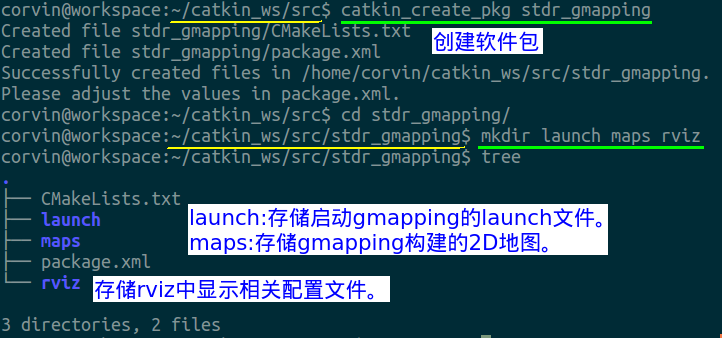 corvin@workspace:~/catkin_ws/src$ catkin_create_pkg stdr_gmapping
Created file stdr_gmapping/CMakeLists.txt
创建软件包
Created file stdr_gmapping/package.xml
Successfully created files in /home/corvin/catkin_ws/src/stdr_gmapping.
Please adjust the values in package.xml.
corvin@workspace:~/catkin_ws/src$ cd stdr_gmapping/
corvin@workspace:~/catkin_ws/src/stdr_gmapping$ mkdir launch maps rviz
corvin@workspace:~/catkin_ws/src/stdr_gmapping$ tree
.
├── CMakeLists.txt
├── launch
├── maps
├── package.xml
└── rviz
launch:存储启动gmapping的launch文件。
maps:存储gmapping构建的2D地图。
存储rviz中显示相关配置文件。
3 directories, 2 files